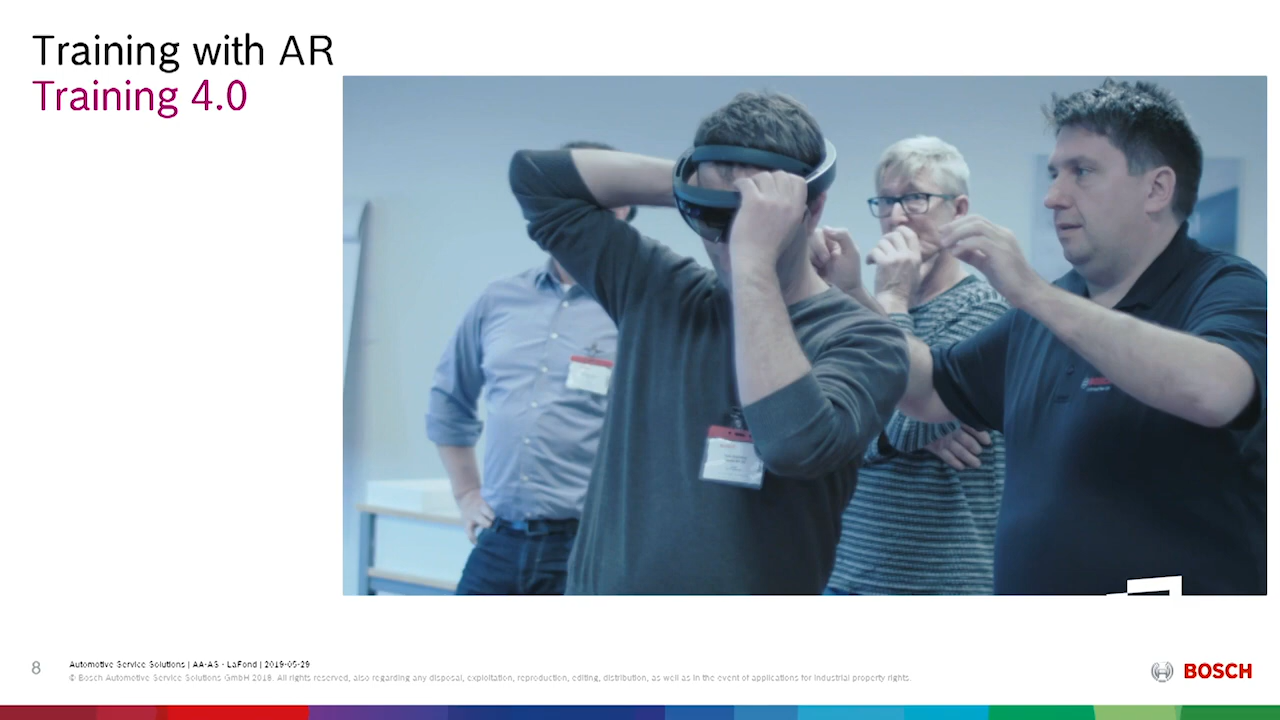 Training with AR
Training 4.0
8
Automotive Service Solutions | AA-AS - LaFond | 2019-05-29
© Bosch Automotive Service Solutions GmbH 2018. All rights reserved, also regarding any disposal, exploitation, reproduction, editing, distribution, as well as in the event of applications for industrial property rights.
BOSCH